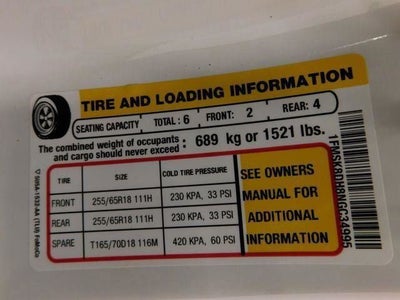 TIRE AND LOADING INFORMATION
SEATING CAPACITY TOTAL: 6 FRONT: 2 REAR: 4
The combined weight of occupants and cargo should never exceed : 689 kg or 1521 lbs.
TIRE SIZE COLD TIRE PRESSURE
FRONT 255/65R18 111H 230 KPA, 33 PSI
REAR 255/65R18 111H 230 KPA, 33 PSI
SPARE T165/70D18 116M 420 KPA, 60 PSI
SEE OWNERS
MANUAL FOR
ADDITIONAL
INFORMATION